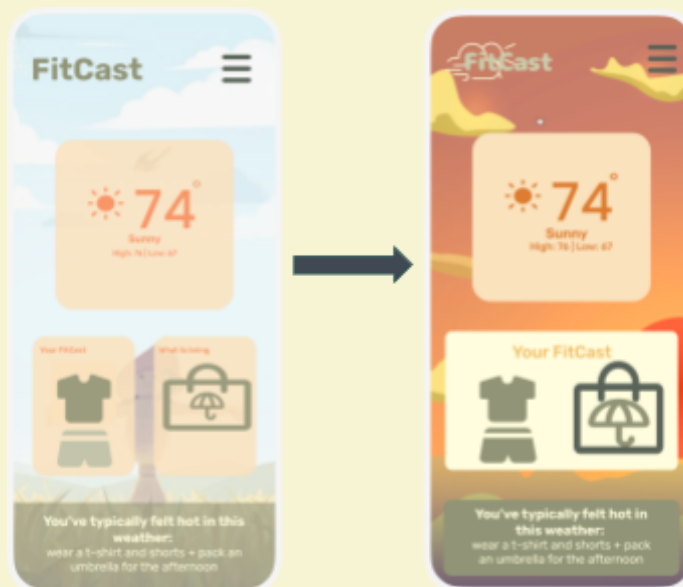 FitCast
74°
Sunny
High: 76 | Low: 67
Your FitCast
What to bring
You've typically felt hot in this
weather:
wear a t-shirt and shorts + pack an
umbrella for the afternoon
FitCast
74°
Sunny
High: 76 | Low: 67
Your FitCast
You've typically felt hot in
this weather:
wear a t-shirt and shorts + pack
an umbrella for the afternoon